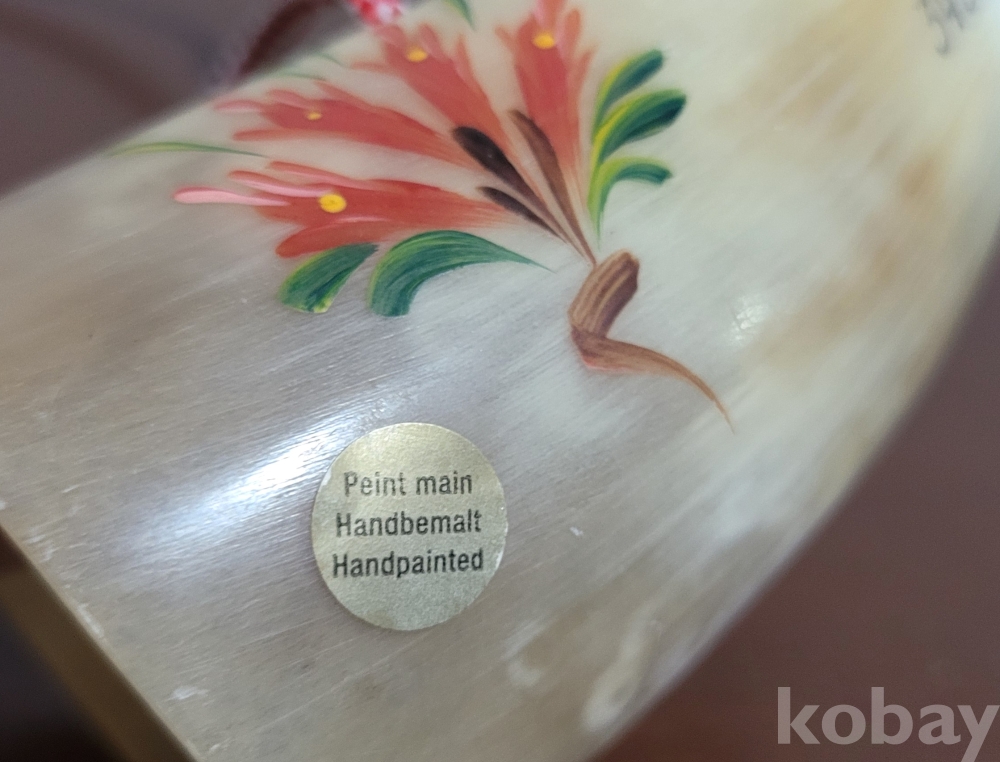 Peint main
Handbemalt
Handpainted
kobay